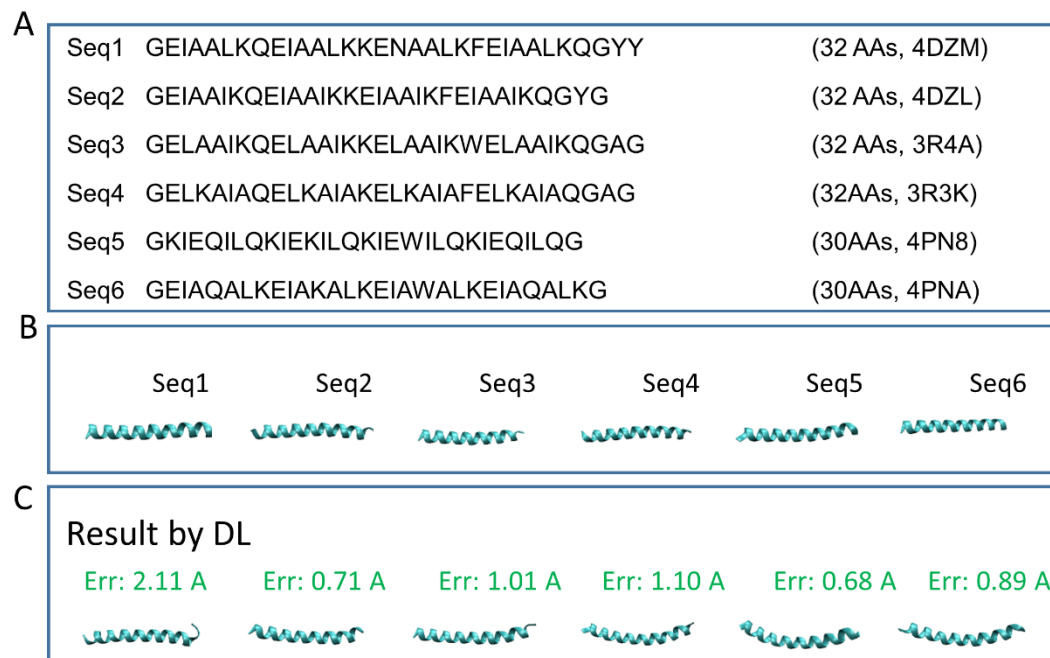 A
Seq1 GEIAALKQEIAALKKENAALKFEIAALKQGYY (32 AAs, 4DZM)
Seq2 GEIAAIKQEIAAIKKEIAAIKFEIAAIKQGYG (32 AAs, 4DZL)
Seq3 GELAAIKQELAAIKKELAAIKWELAAIKQGAG (32 AAs, 3R4A)
Seq4 GELKAIAQELKAIAKELKAIAFELKAIAQGAG (32AAs, 3R3K)
Seq5 GKIEQILQKIEKILQKIEWILQKIEQILQG (30AAs, 4PN8)
Seq6 GEIAQALKEIAKALKEIAWALKEIAQALKG (30AAs, 4PNA)
B
Seq1 Seq2 Seq3 Seq4 Seq5 Seq6
C
Result by DL
Err: 2.11 A Err: 0.71 A Err: 1.01 A Err: 1.10 A Err: 0.68 A Err: 0.89 A